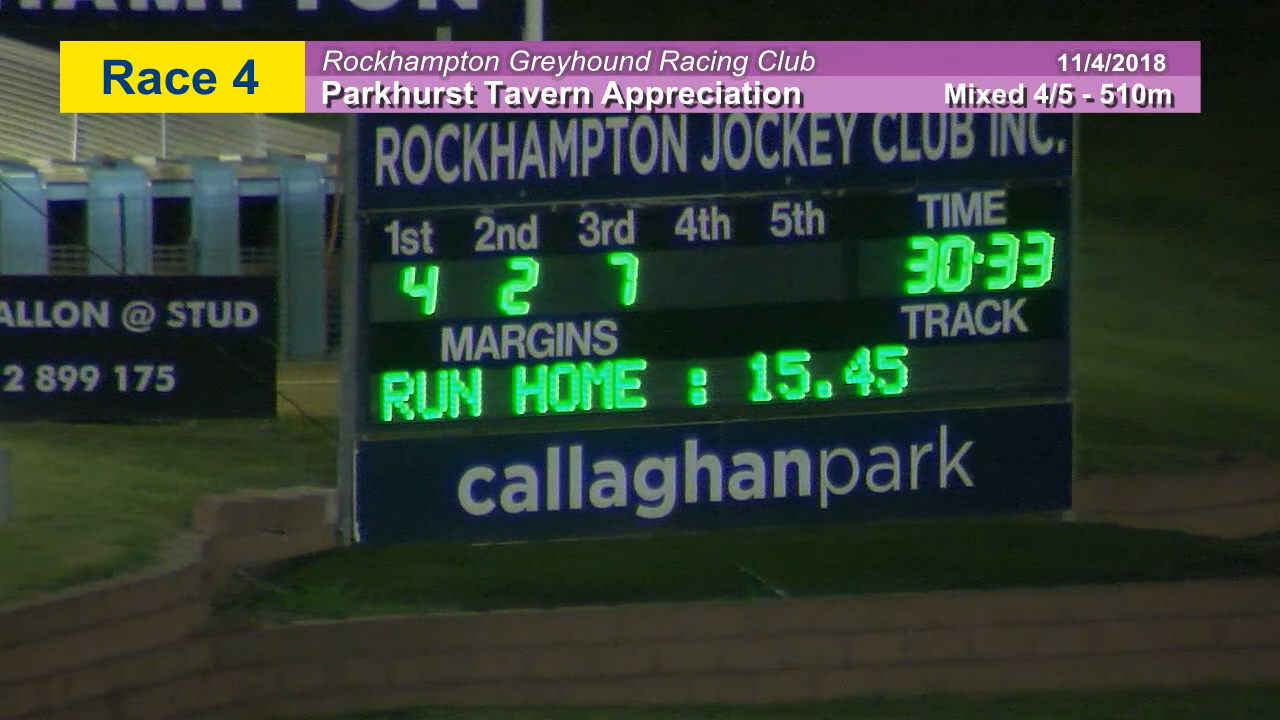 Race 4
Rockhampton Greyhound Racing Club
11/4/2018
Parkhurst Tavern Appreciation
Mixed 4/5 - 510m
ROCKHAMPTON JOCKEY CLUB INC.
1st 2nd 3rd 4th 5th TIME
4 2 7 30·33
MARGINS TRACK
RUN HOME : 15.45
callaghanpark
ALLON @ STUD
2 899 175